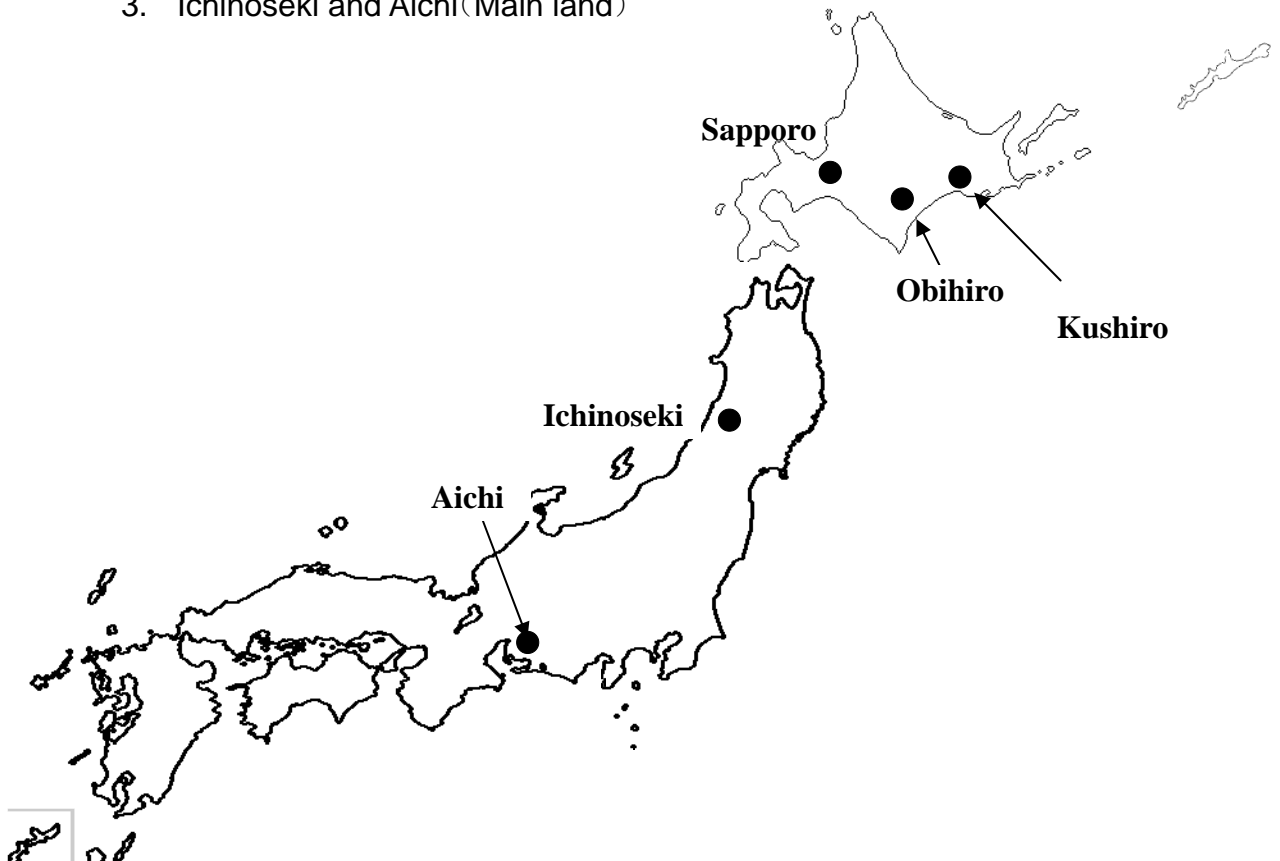 3. Ichinoseki and Aichi（Main land）
Sapporo
Obihiro
Kushiro
Ichinoseki
Aichi